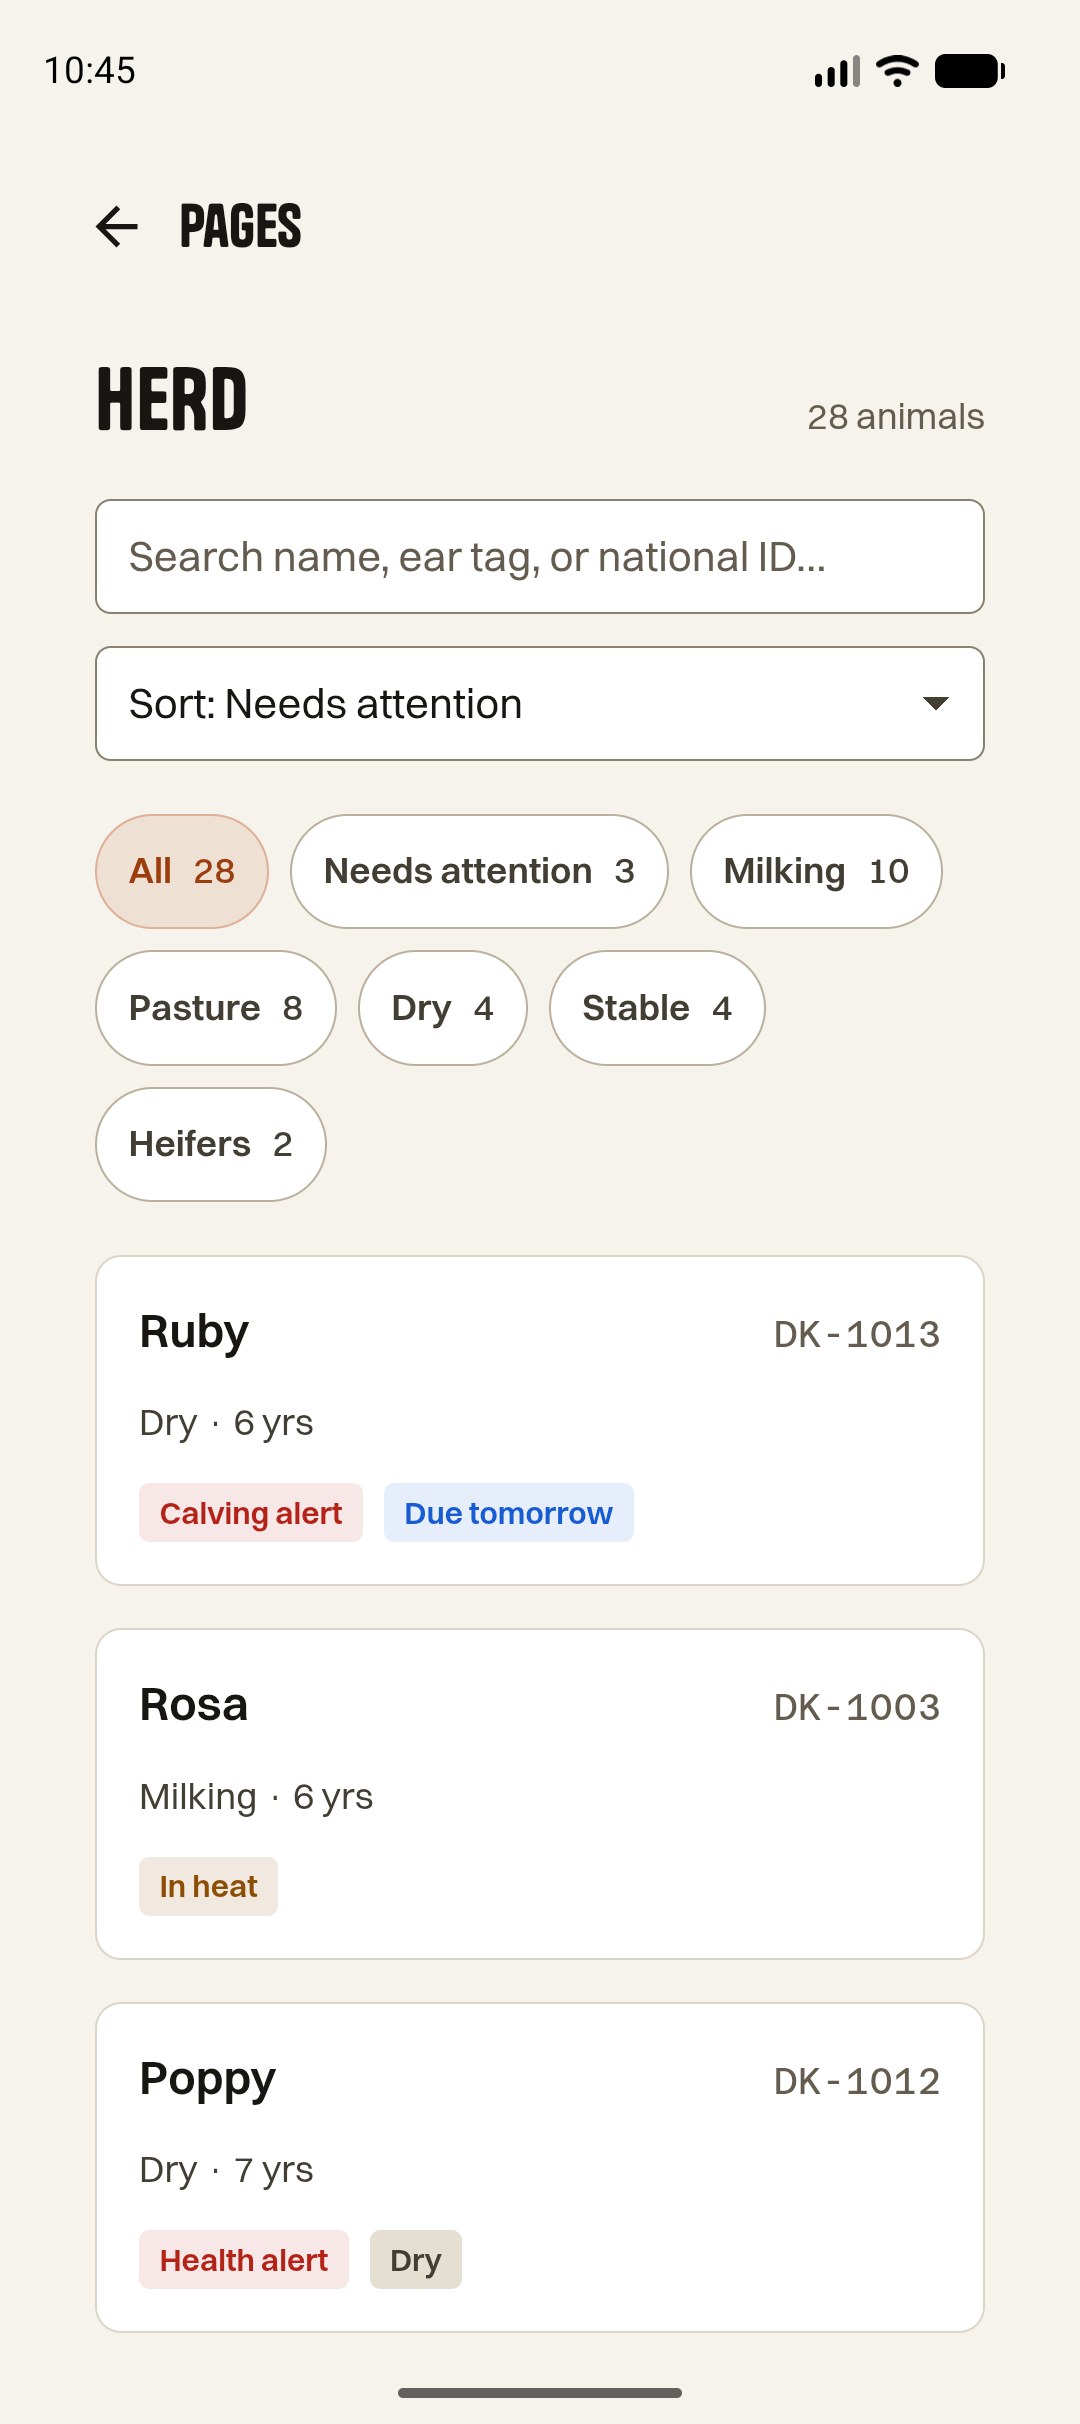 10:45
PAGES
HERD
28 animals
Search name, ear tag, or national ID...
Sort: Needs attention
All 28
Needs attention 3
Milking 10
Pasture 8
Dry 4
Stable 4
Heifers 2
Ruby
DK-1013
Dry · 6 yrs
Calving alert
Due tomorrow
Rosa
DK-1003
Milking · 6 yrs
In heat
Poppy
DK-1012
Dry · 7 yrs
Health alert
Dry